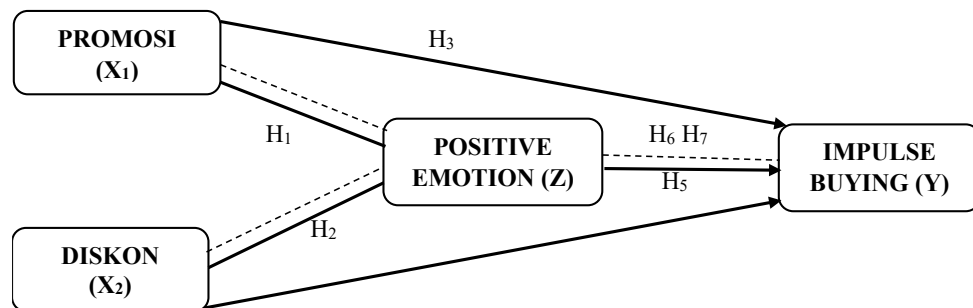 PROMOSI
(X₁)
H₃
H₁
POSITIVE
EMOTION (Z)
H₆ H₇
H₅
IMPULSE
BUYING (Y)
H₂
DISKON
(X₂)